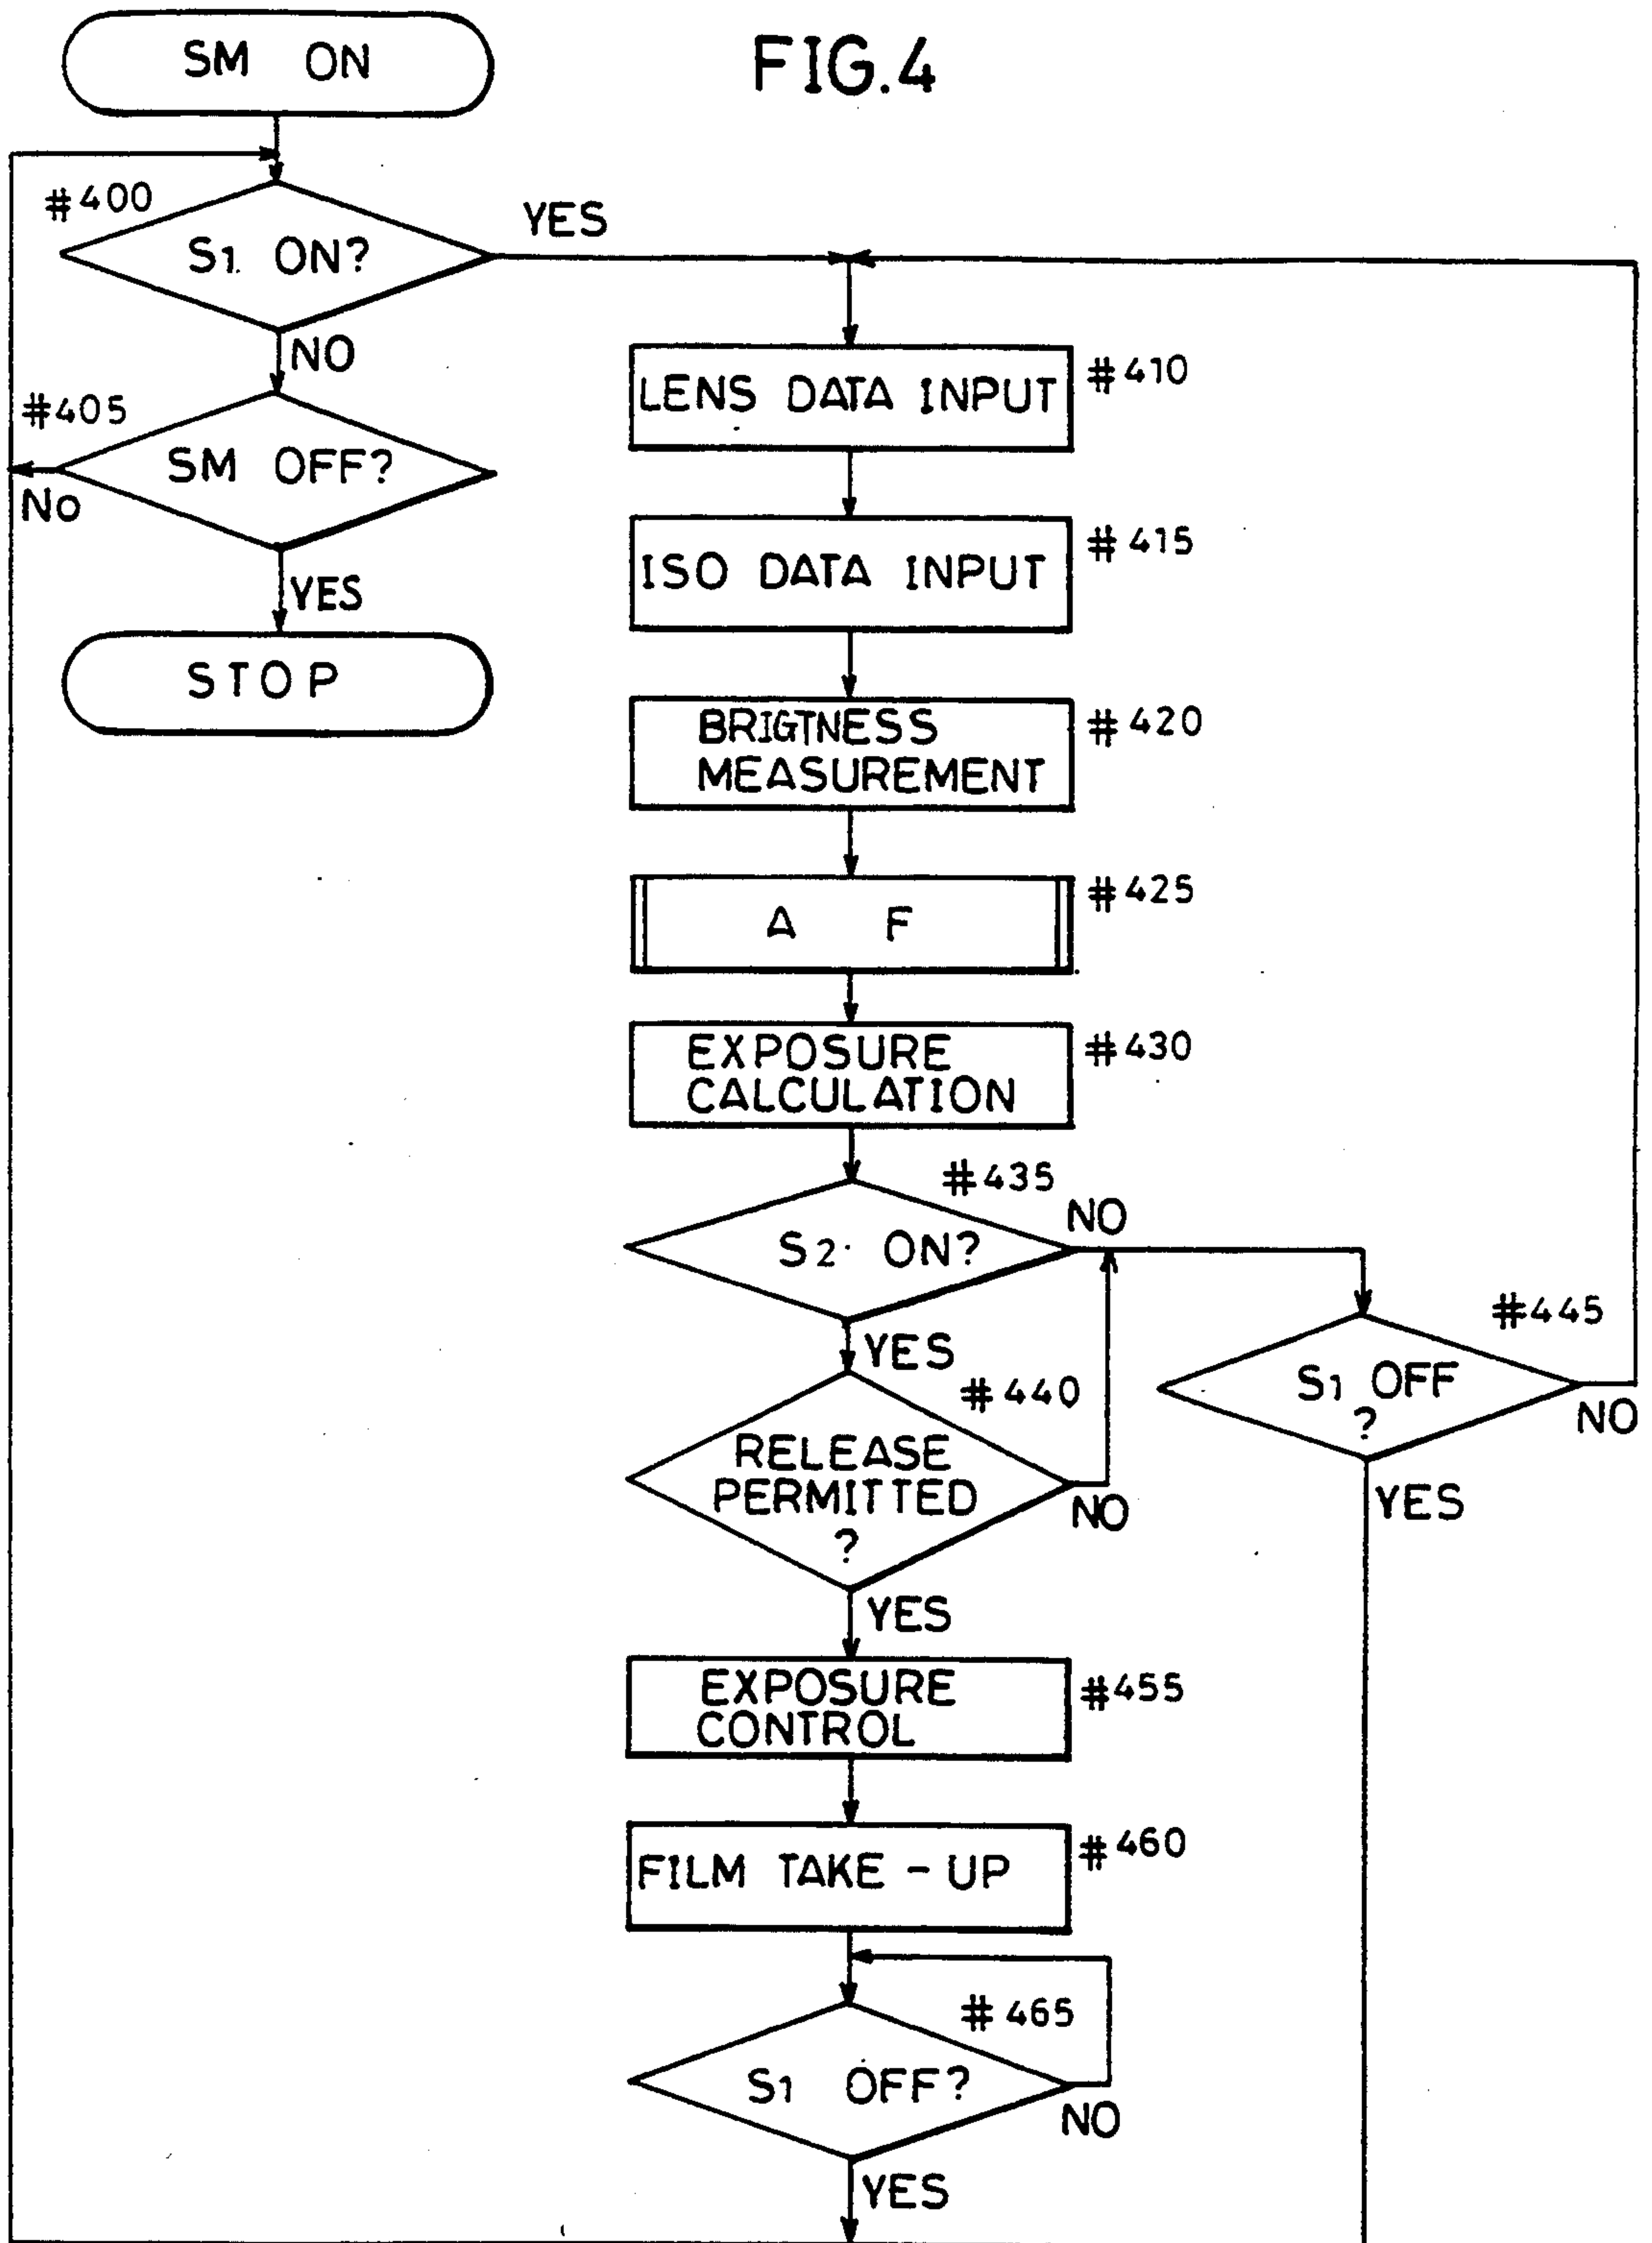 FIG.4
SM ON
#400
S1 ON?
YES
NO
#405
SM OFF?
No
YES
STOP
LENS DATA INPUT
#410
ISO DATA INPUT
#415
BRIGTNESS
MEASUREMENT
#420
A F
#425
EXPOSURE
CALCULATION
#430
#435
S2 ON?
NO
YES
#440
RELEASE
PERMITTED
?
NO
YES
#445
S1 OFF
?
NO
YES
EXPOSURE
CONTROL
#455
FILM TAKE-UP
#460
#465
S1 OFF?
NO
YES